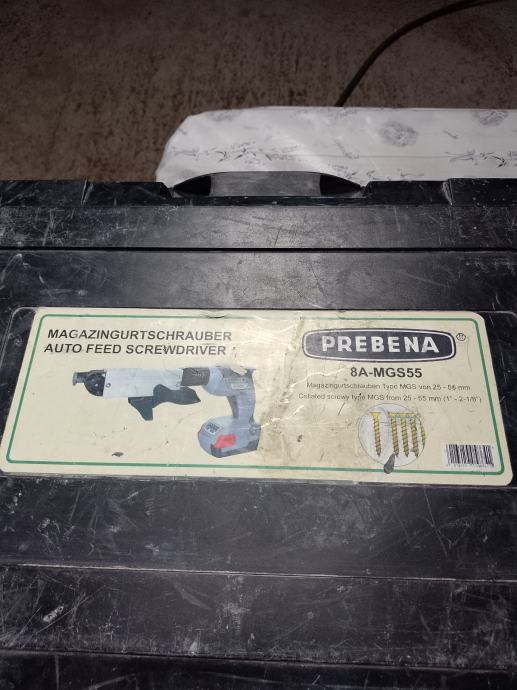 MAGAZINGURTSCHRAUBER
AUTO FEED SCREWDRIVER
PREBENA ®
8A-MGS55
Magazingurtschrauben Type MGS von 25 - 55 mm
screws type MGS from 25 - 55 mm (1" - 2-1/8")